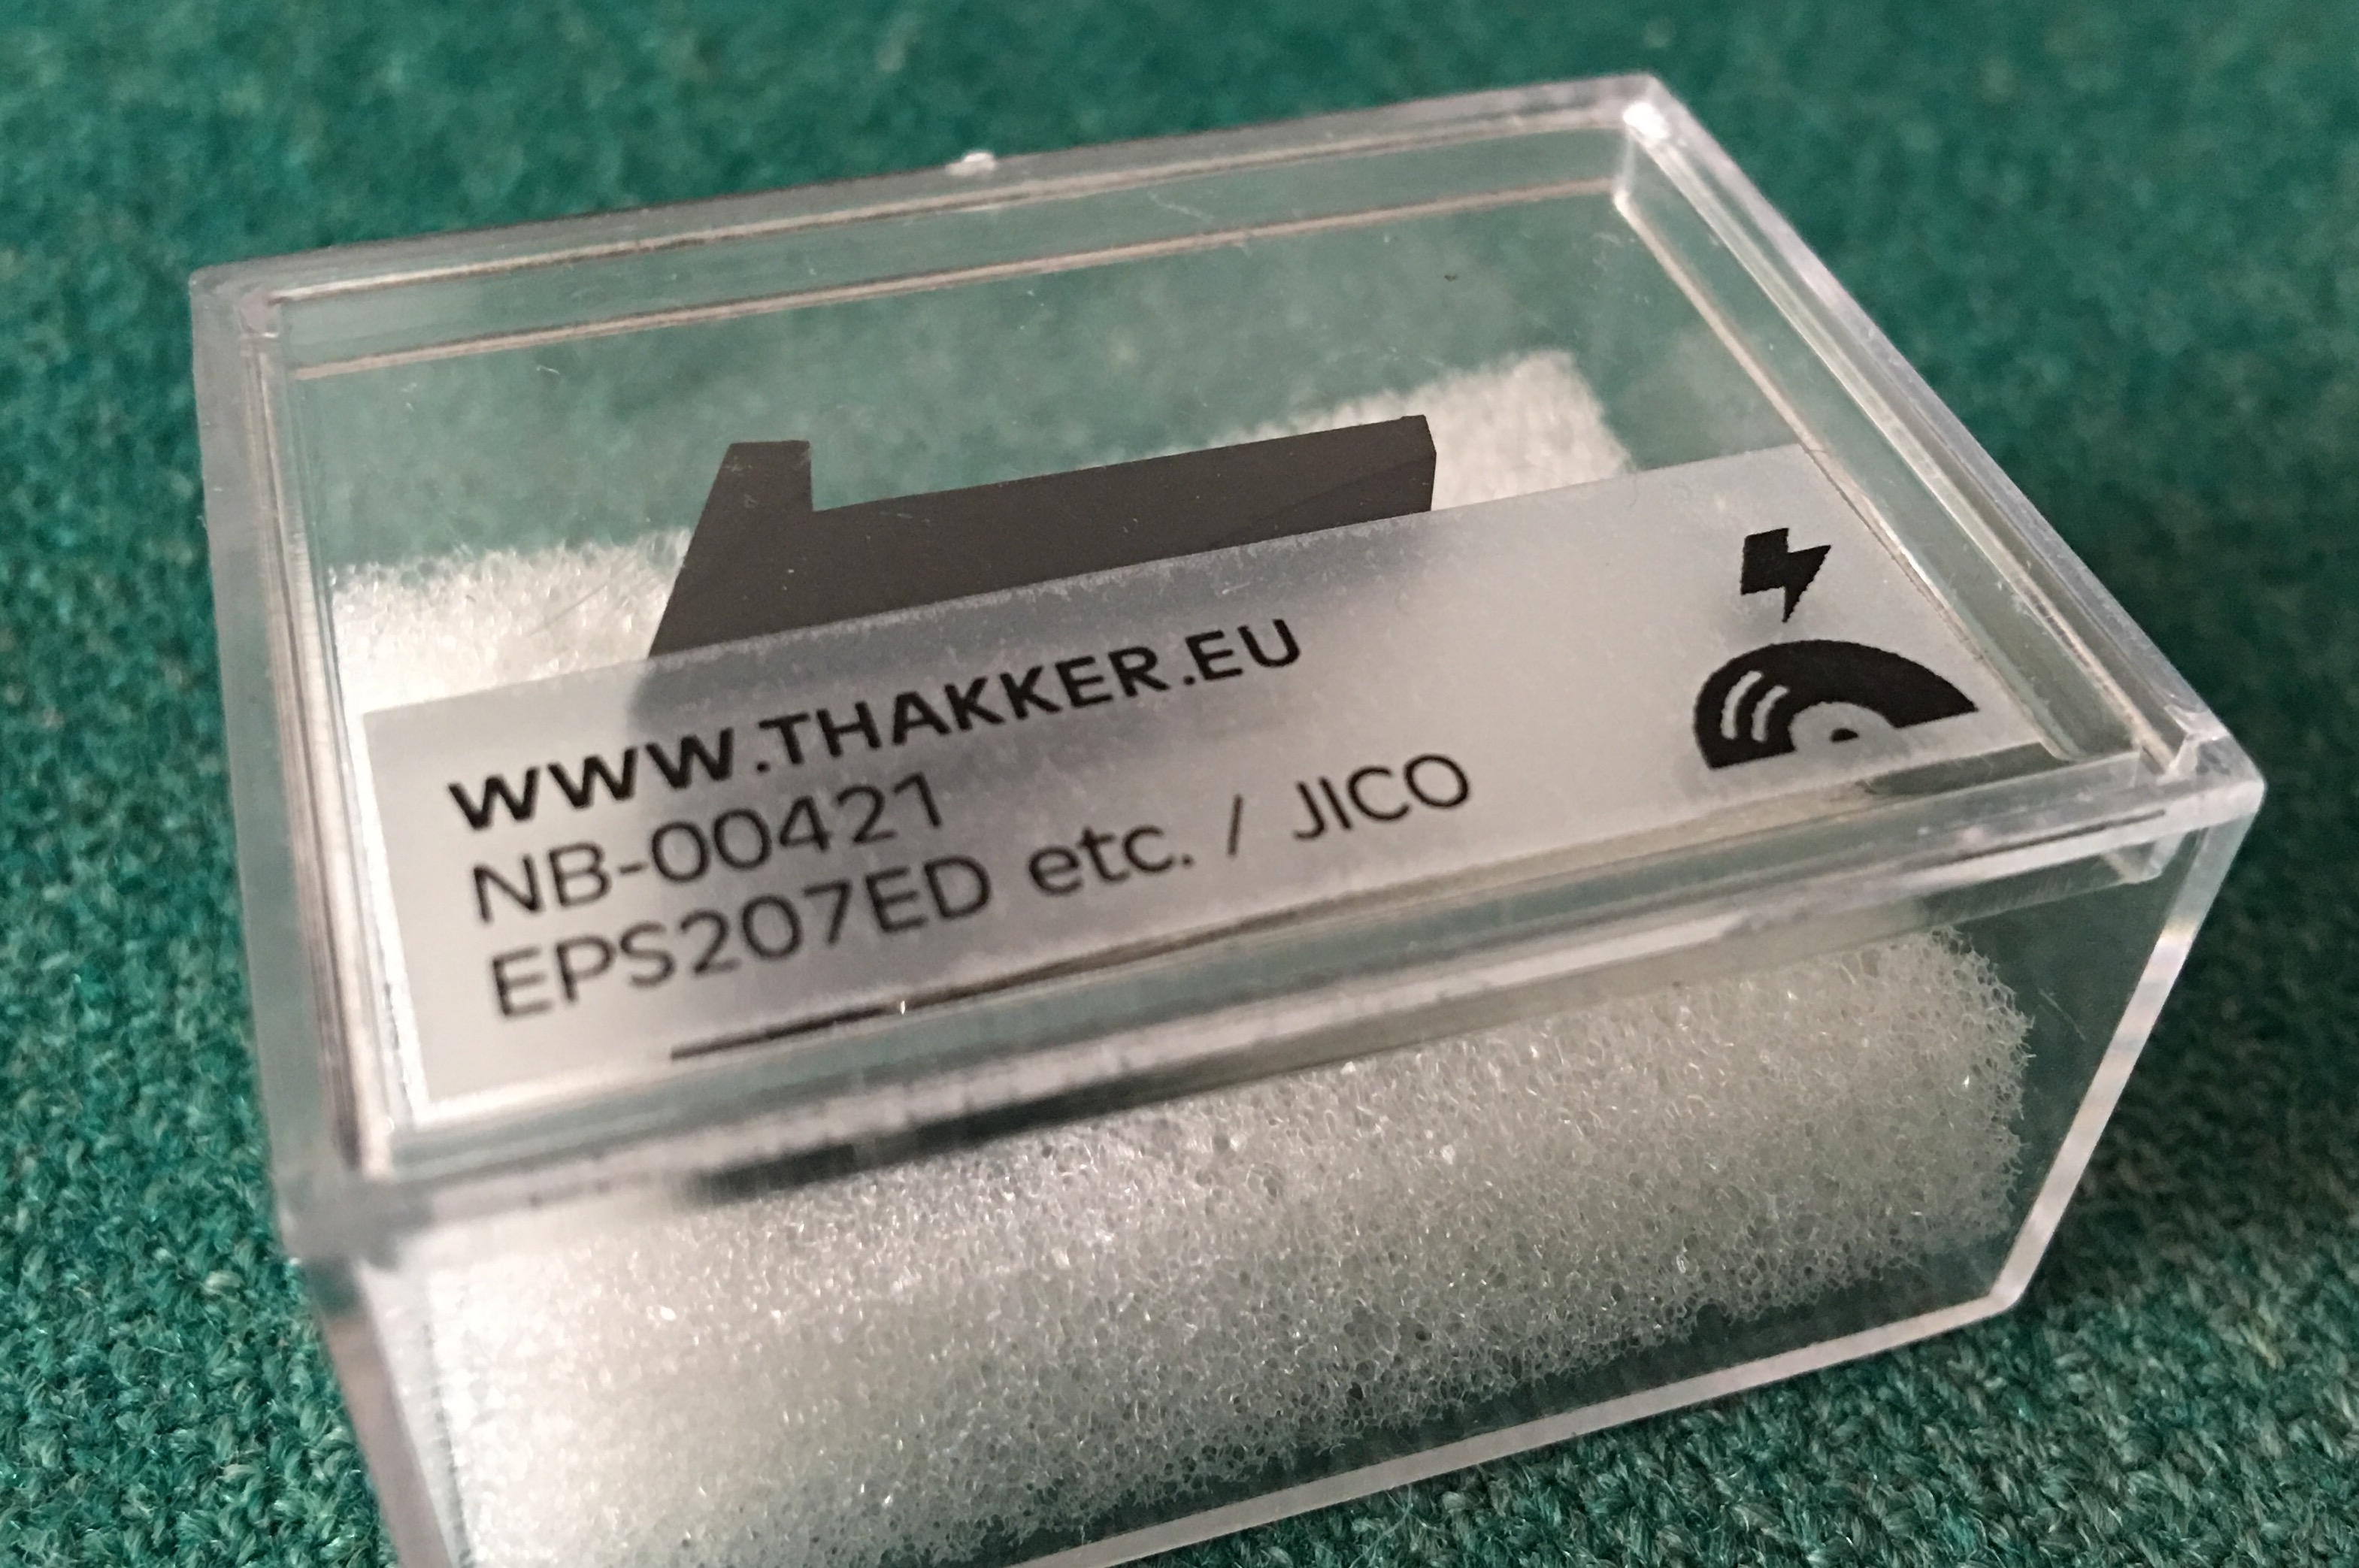 WWW.THAKKER.EU
NB-00421
EPS207ED etc. / JICO